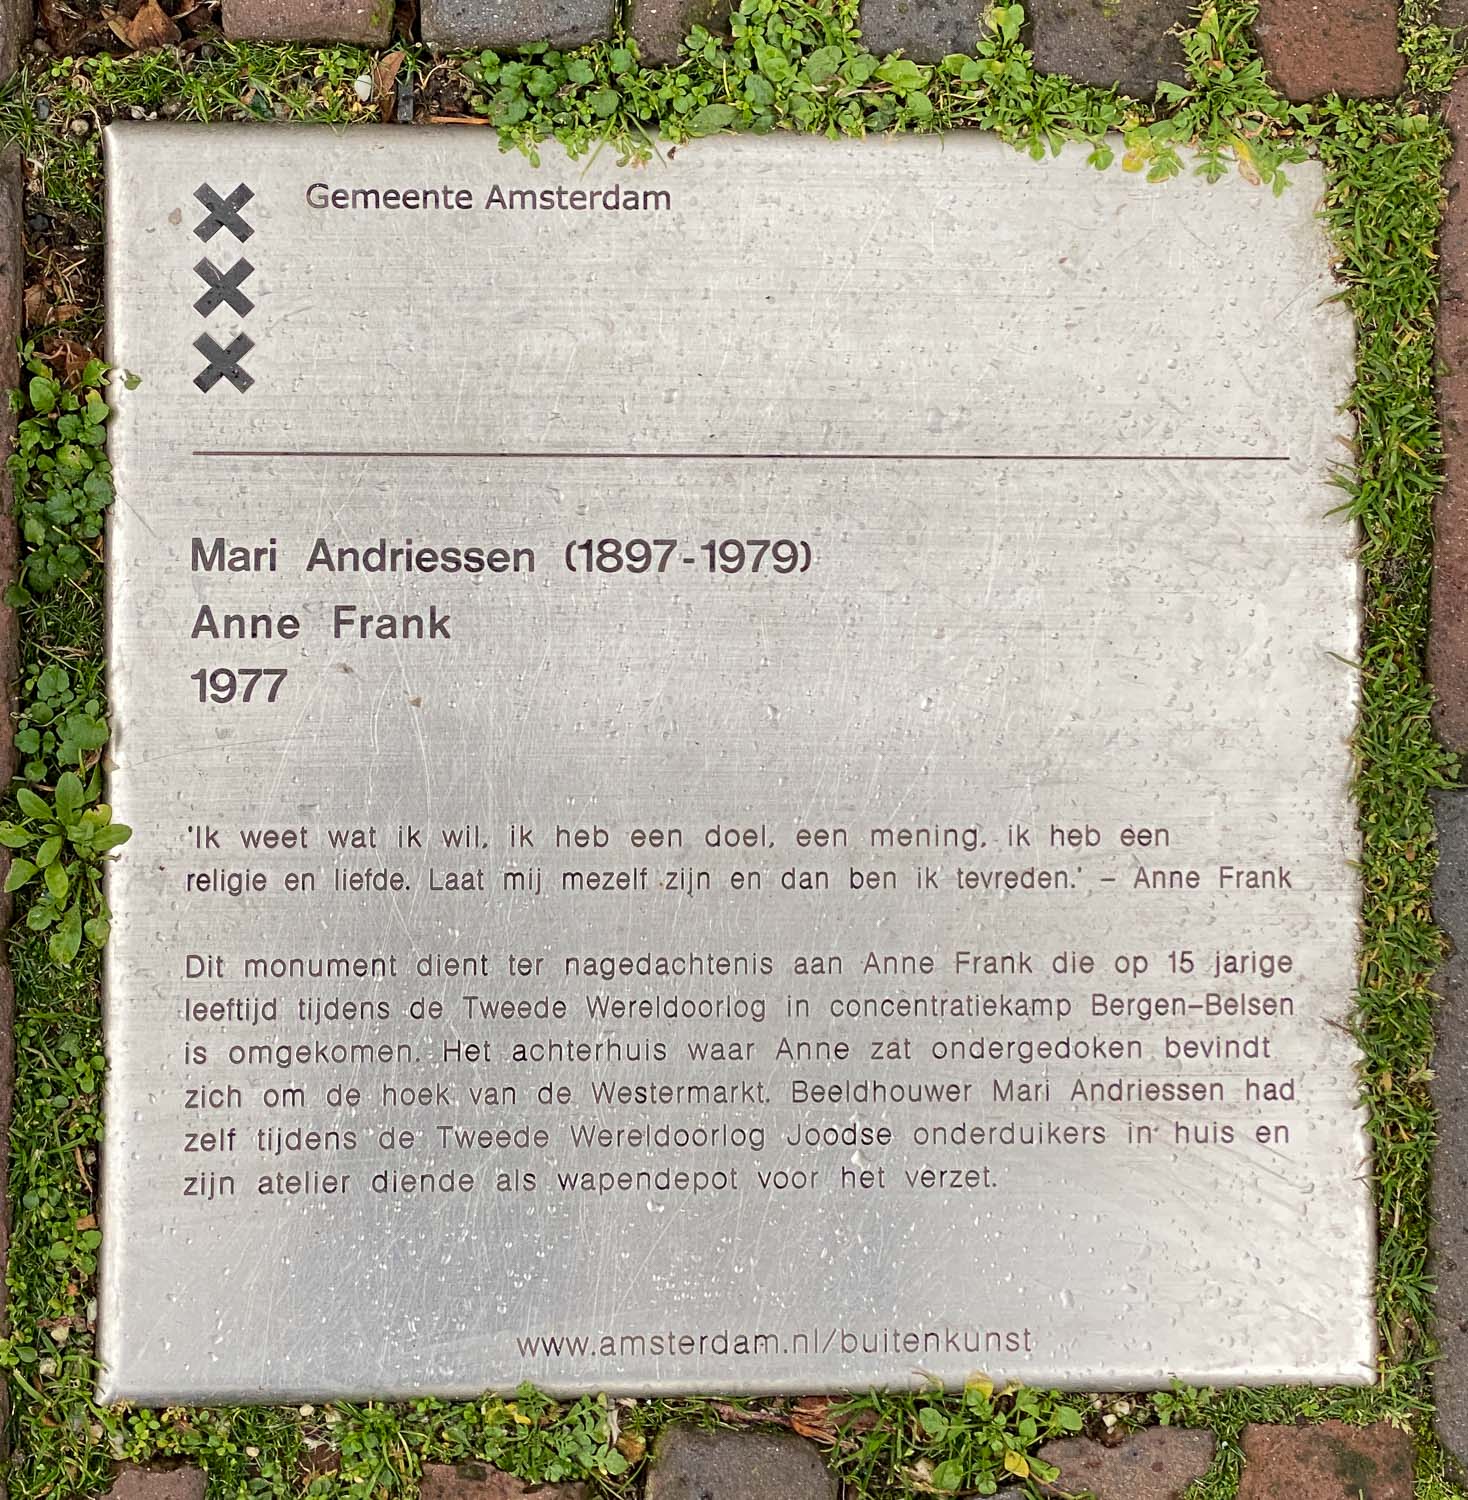 Gemeente Amsterdam
Mari Andriessen (1897-1979)
Anne Frank
1977
'Ik weet wat ik wil, ik heb een doel, een mening, ik heb een
religie en liefde. Laat mij mezelf zijn en dan ben ik tevreden.' – Anne Frank
Dit monument dient ter nagedachtenis aan Anne Frank die op 15 jarige
leeftijd tijdens de Tweede Wereldoorlog in concentratiekamp Bergen-Belsen
is omgekomen. Het achterhuis waar Anne zat ondergedoken bevindt
zich om de hoek van de Westermarkt. Beeldhouwer Mari Andriessen had
zelf tijdens de Tweede Wereldoorlog Joodse onderduikers in huis en
zijn atelier diende als wapendepot voor het verzet.
www.amsterdam.nl/buitenkunst